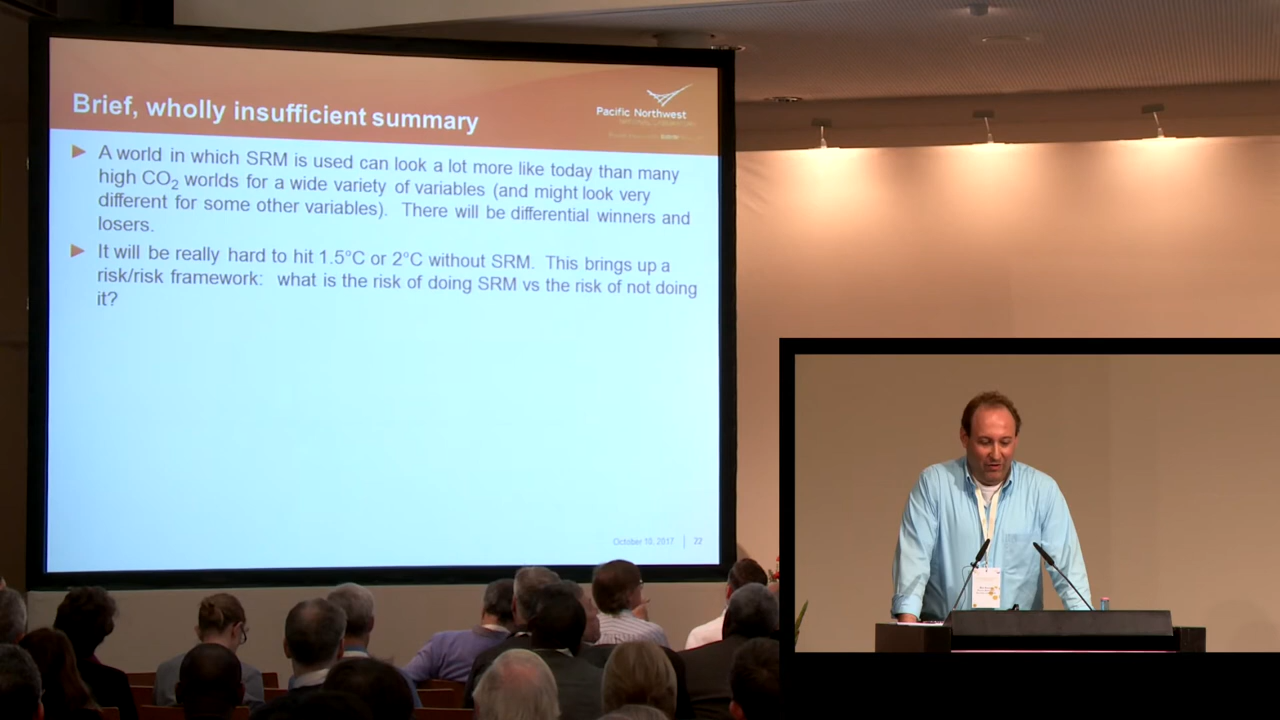 Brief, wholly insufficient summary
Pacific Northwest
NATIONAL LABORATORY
A world in which SRM is used can look a lot more like today than many
high CO₂ worlds for a wide variety of variables (and might look very
different for some other variables). There will be differential winners and
losers.
It will be really hard to hit 1.5°C or 2°C without SRM. This brings up a
risk/risk framework: what is the risk of doing SRM vs the risk of not doing
it?
October 10, 2017
22